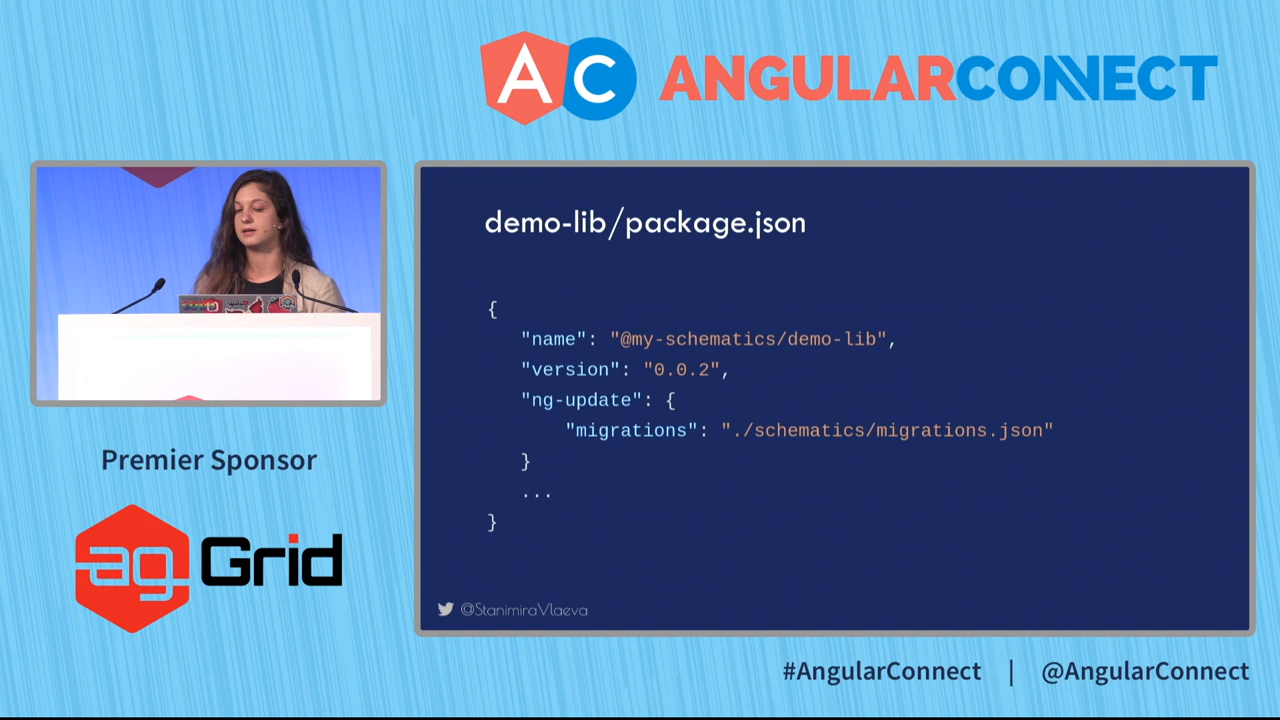 AC ANGULARCONNECT
demo-lib/package.json
{
"name": "@my-schematics/demo-lib",
"version": "0.0.2",
"ng-update": {
"migrations": "./schematics/migrations.json"
}
...
}
@StanimiraVlaeva
Premier Sponsor
ag Grid
#AngularConnect | @AngularConnect